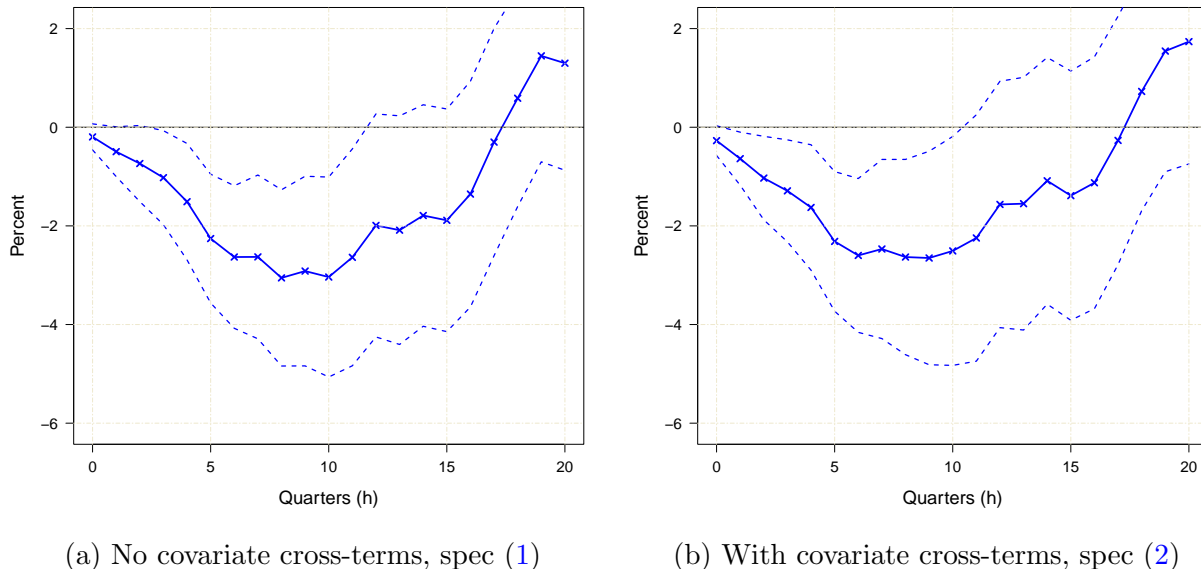 2
0
−2
−4
−6
Percent
0 5 10 15 20
Quarters (h)
(a) No covariate cross-terms, spec (1)
2
0
−2
−4
−6
Percent
0 5 10 15 20
Quarters (h)
(b) With covariate cross-terms, spec (2)